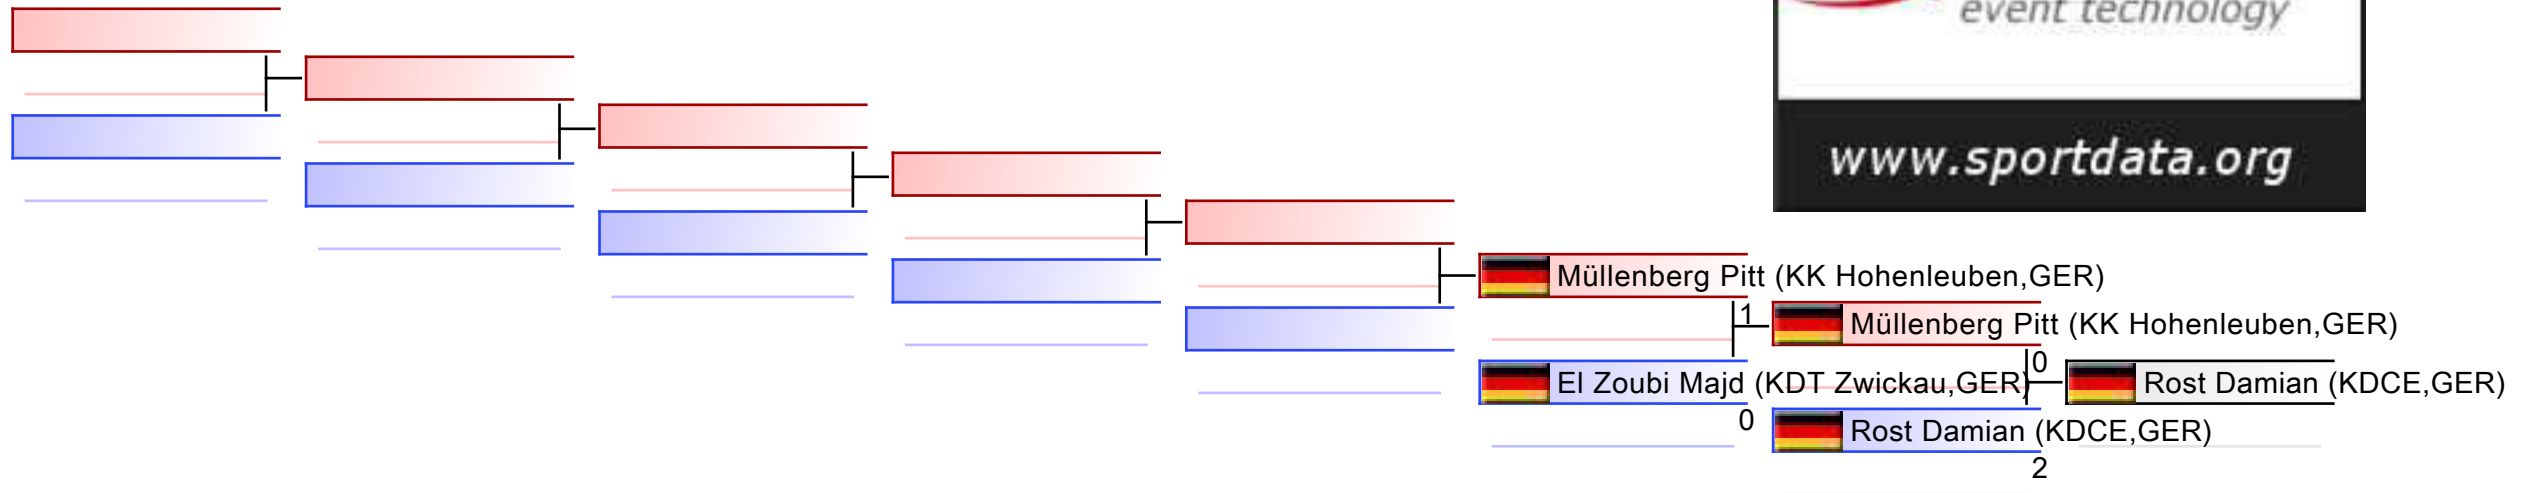 event technology
www.sportdata.org
Müllenberg Pitt (KK Hohenleuben,GER)
1
Müllenberg Pitt (KK Hohenleuben,GER)
0
El Zoubi Majd (KDT Zwickau,GER)
Rost Damian (KDCE,GER)
0
Rost Damian (KDCE,GER)
2